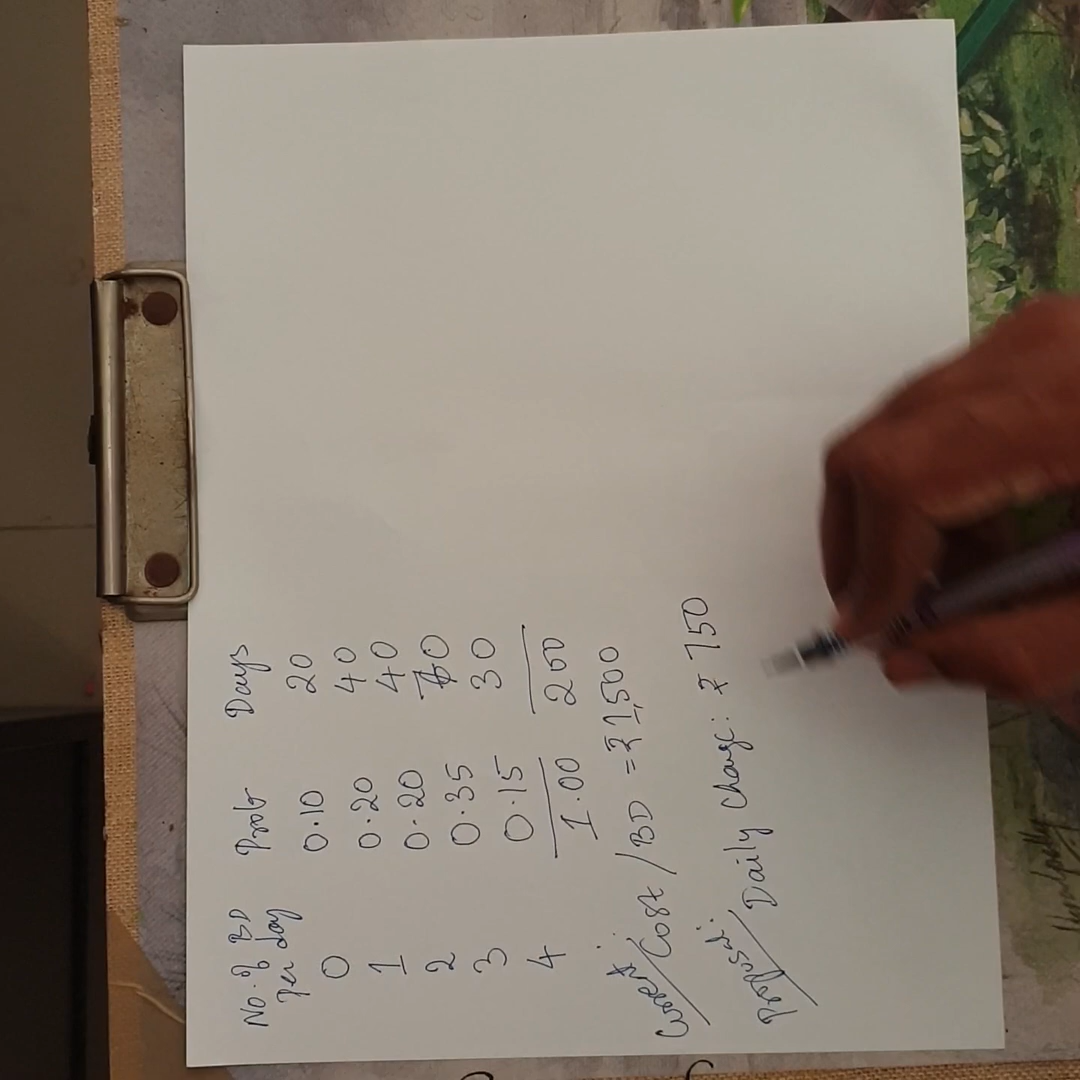 No. of BD per day Prob Days
0 0.10 20
1 0.20 40
2 0.20 40
3 0.35 70
4 0.15 30
1.00 200
Current: Cost/BD = ₹1,500
Proposal: Daily Charge: ₹ 750